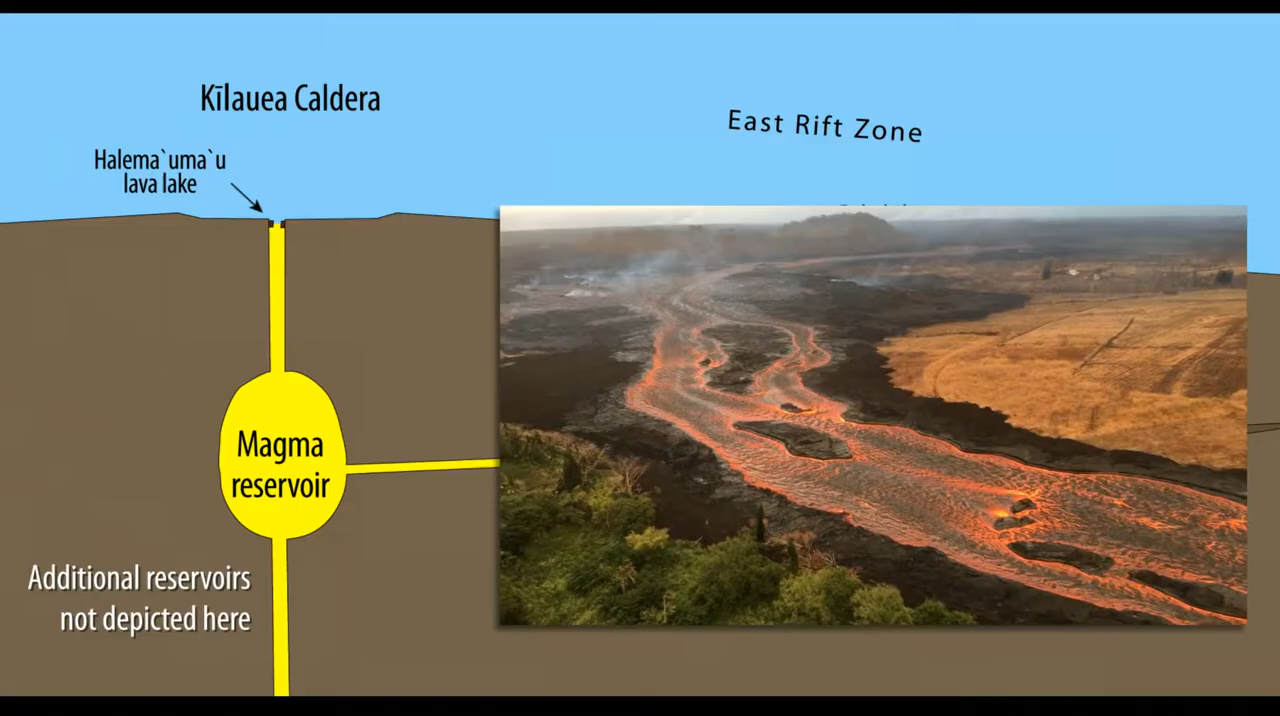 Kīlauea Caldera
East Rift Zone
Halema`uma`u
lava lake
Magma
reservoir
Additional reservoirs
not depicted here